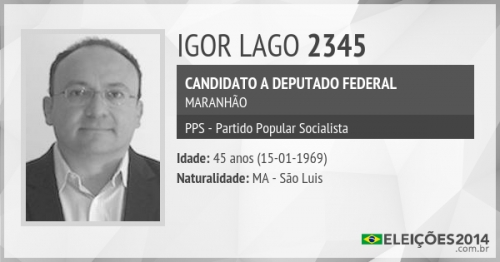 IGOR LAGO 2345
CANDIDATO A DEPUTADO FEDERAL
MARANHÃO
PPS - Partido Popular Socialista
Idade: 45 anos (15-01-1969)
Naturalidade: MA - São Luis
ELEIÇÕES2014
.com.br